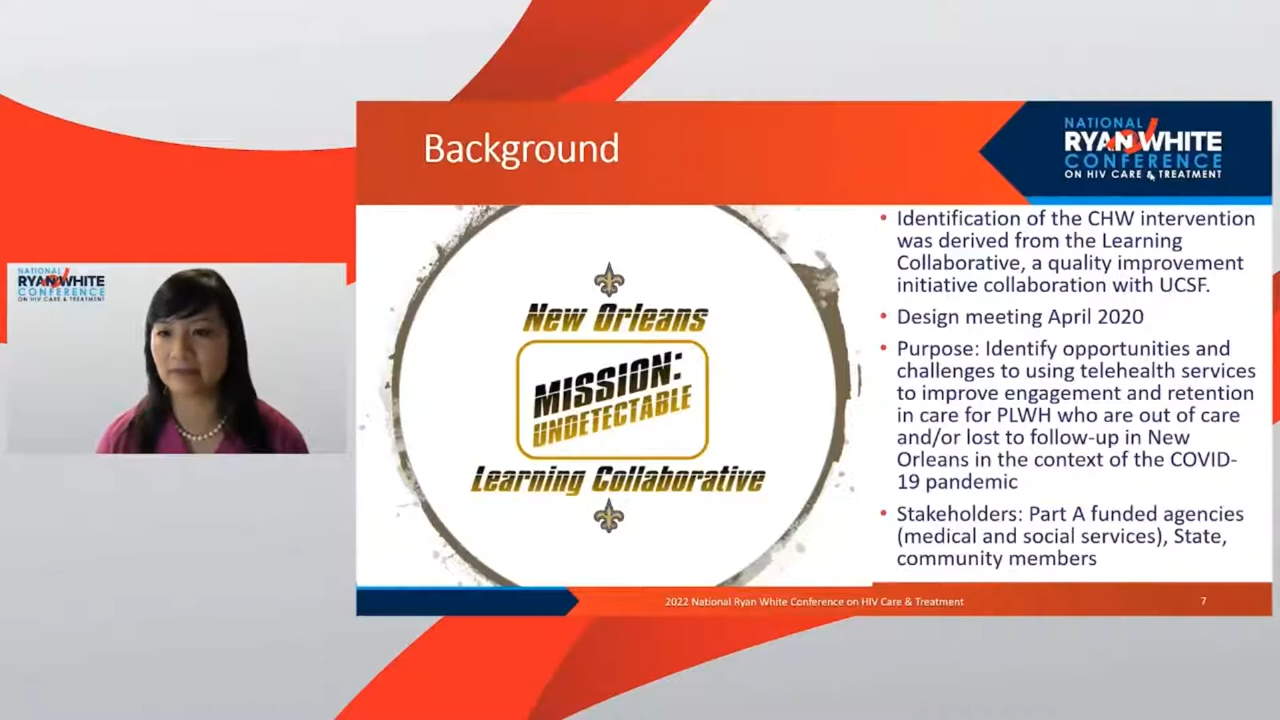 NATIONAL
RYAN WHITE
CONFERENCE
ON HIV CARE & TREATMENT
Background
NATIONAL
RYAN WHITE
CONFERENCE
ON HIV CARE & TREATMENT
New Orleans
MISSION:
UNDETECTABLE
Learning Collaborative
• Identification of the CHW intervention
was derived from the Learning
Collaborative, a quality improvement
initiative collaboration with UCSF.
• Design meeting April 2020
• Purpose: Identify opportunities and
challenges to using telehealth services
to improve engagement and retention
in care for PLWH who are out of care
and/or lost to follow-up in New
Orleans in the context of the COVID-
19 pandemic
• Stakeholders: Part A funded agencies
(medical and social services), State,
community members
2022 National Ryan White Conference on HIV Care & Treatment
7